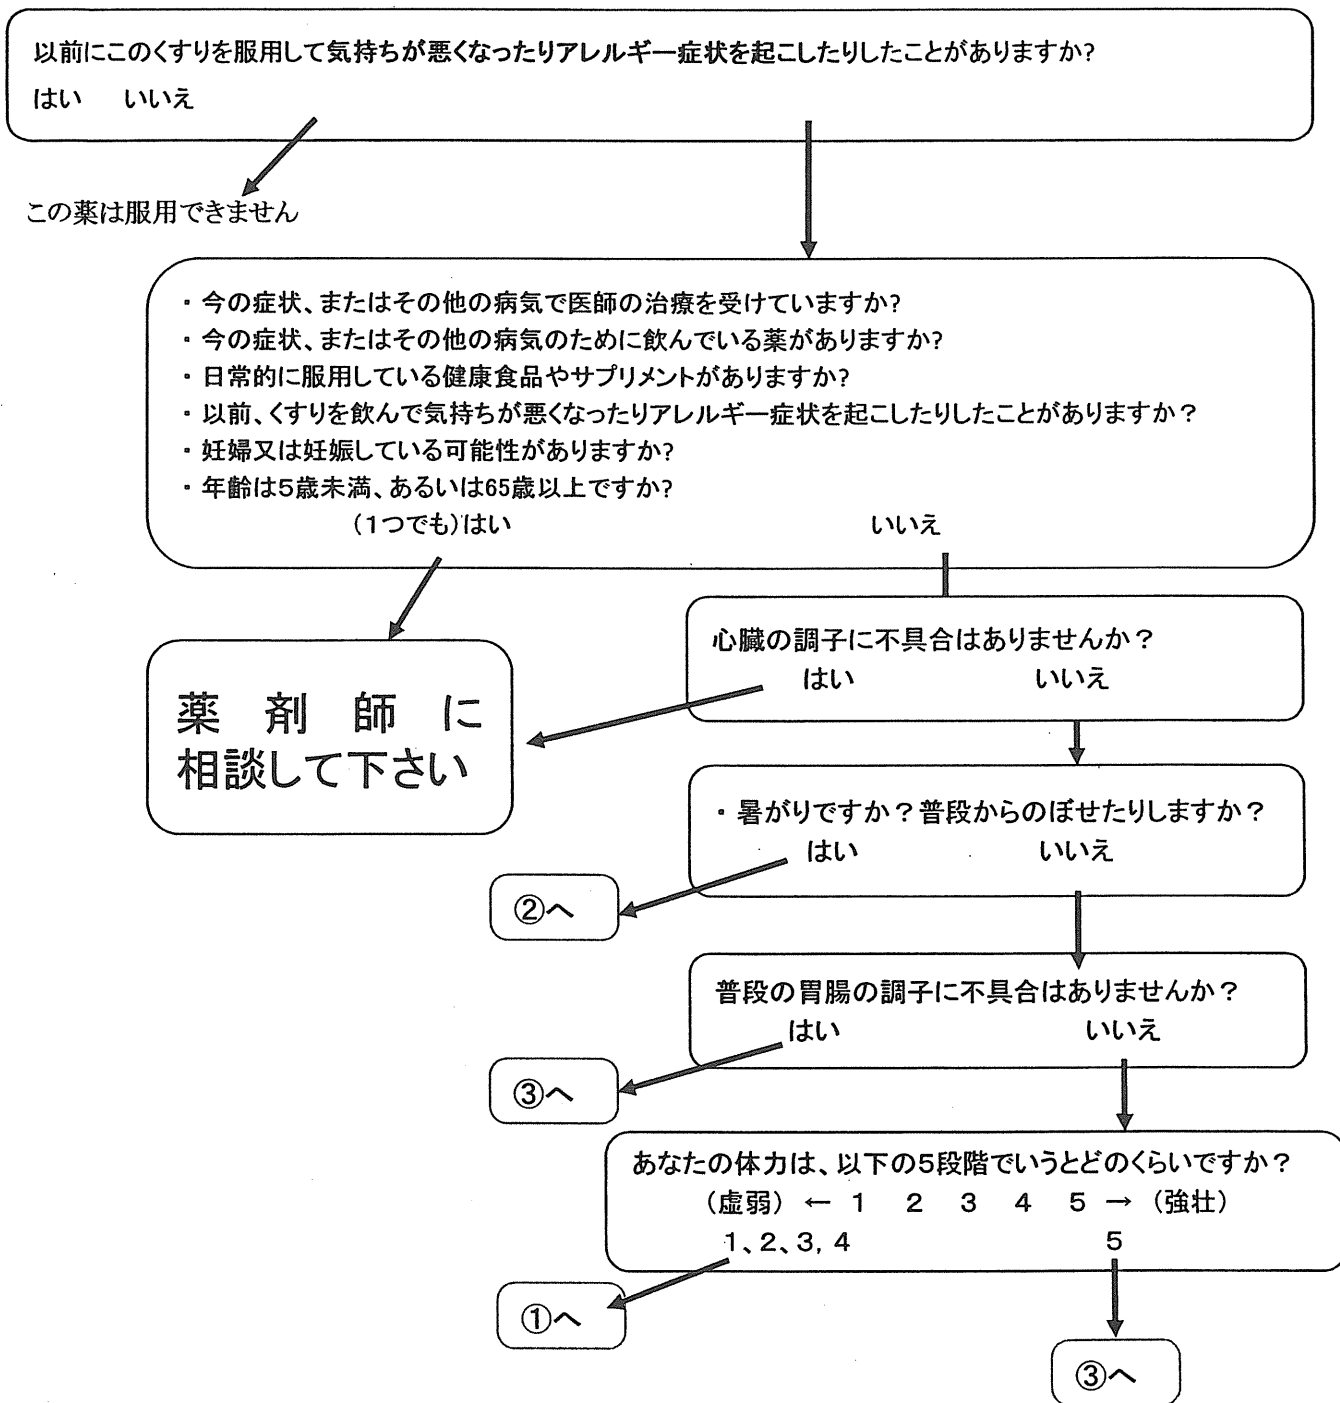 以前にこのくすりを服用して気持ちが悪くなったりアレルギー症状を起こしたりしたことがありますか?
はい いいえ
この薬は服用できません
・今の症状、またはその他の病気で医師の治療を受けていますか?
・今の症状、またはその他の病気のために飲んでいる薬がありますか?
・日常的に服用している健康食品やサプリメントがありますか?
・以前、くすりを飲んで気持ちが悪くなったりアレルギー症状を起こしたりしたことがありますか？
・妊婦又は妊娠している可能性がありますか?
・年齢は5歳未満、あるいは65歳以上ですか?
(1つでも)はい いいえ
心臓の調子に不具合はありませんか？
はい いいえ
薬 剤 師 に
相談して下さい
・暑がりですか？普段からのぼせたりしますか？
はい いいえ
②へ
普段の胃腸の調子に不具合はありませんか？
はい いいえ
③へ
あなたの体力は、以下の5段階でいうとどのくらいですか？
(虚弱) ← 1 2 3 4 5 → (強壮)
1、2、3, 4 5
①へ
③へ